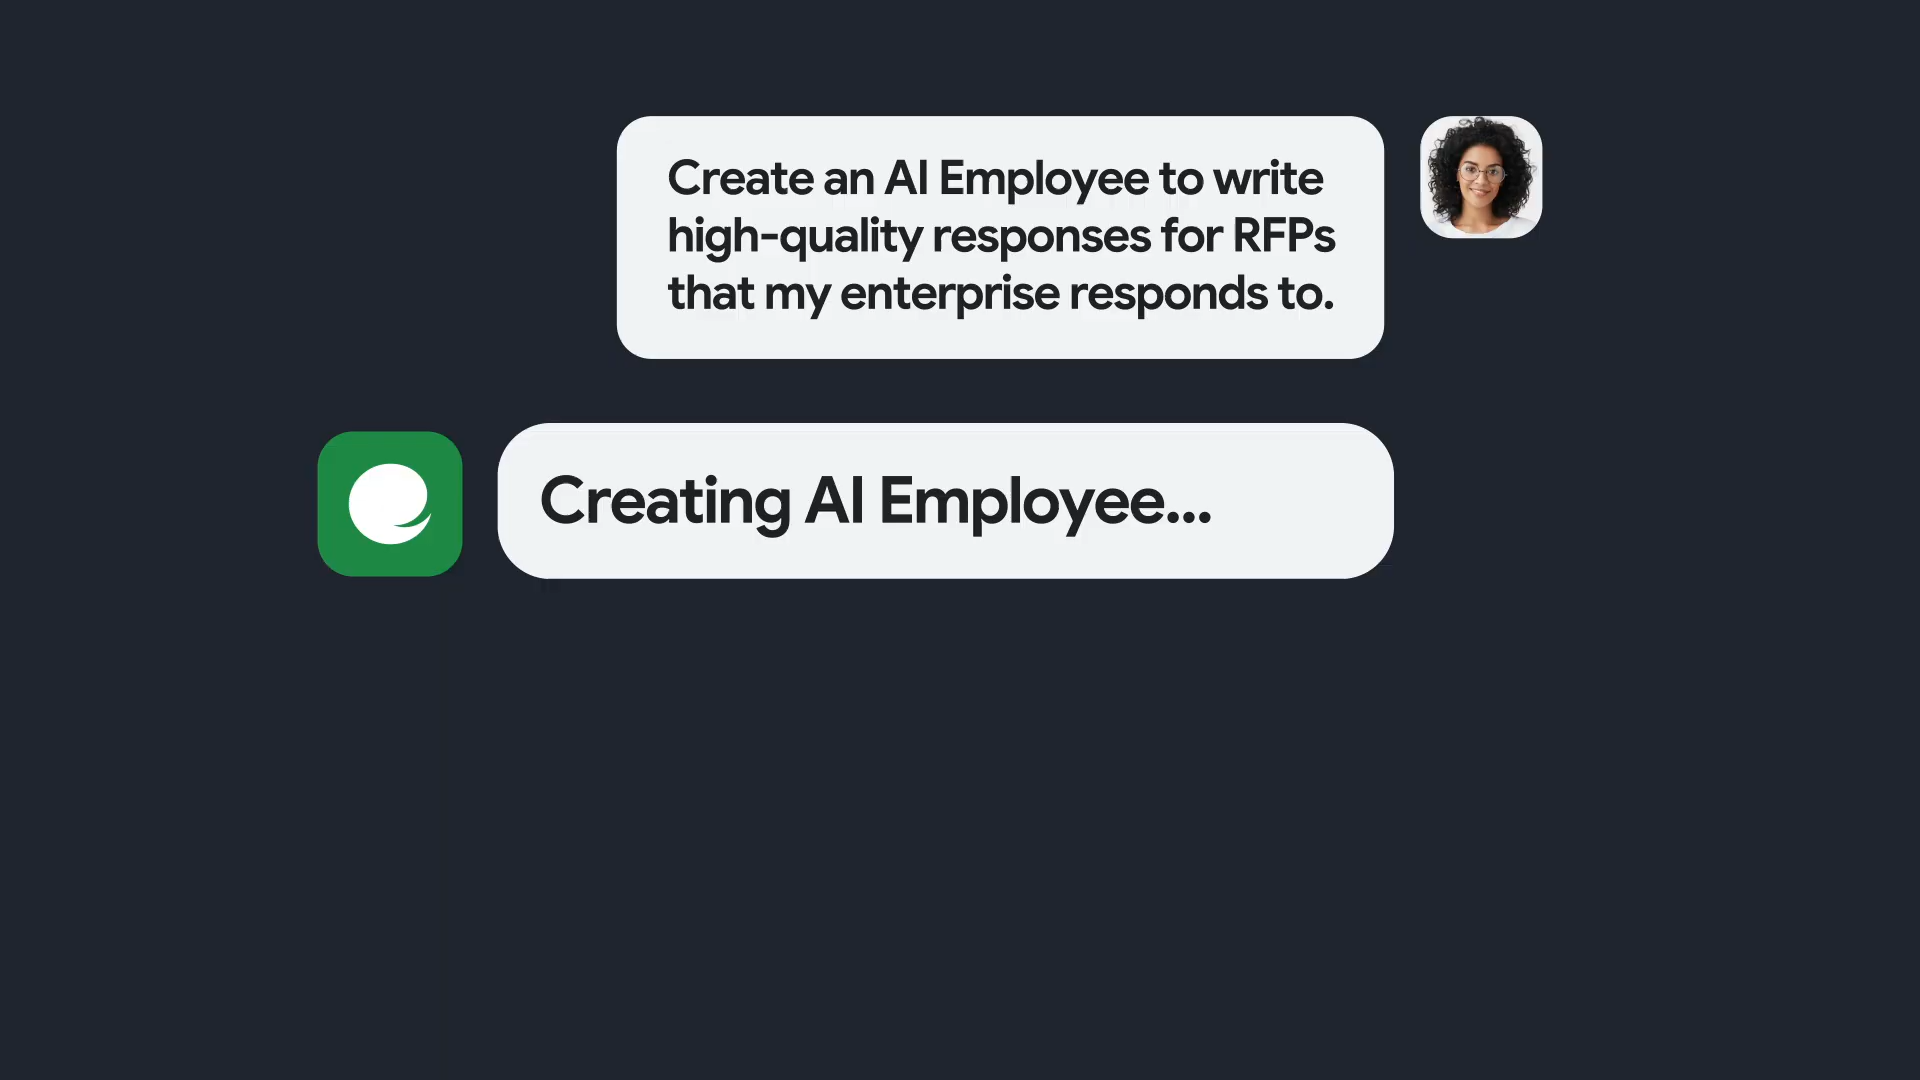 Create an AI Employee to write
high-quality responses for RFPs
that my enterprise responds to.
Creating AI Employee...